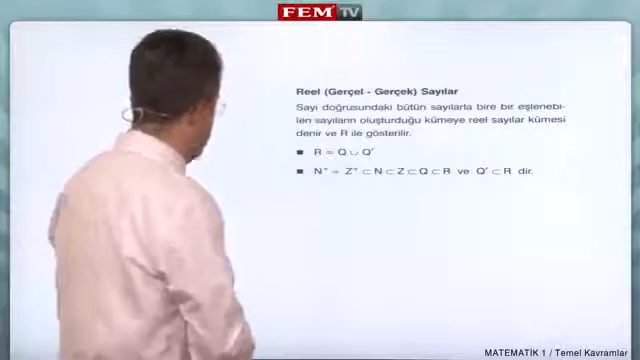 FEM TV
Reel (Gerçel - Gerçek) Sayılar
Sayı doğrusundaki bütün sayılarla bire bir eşlenebi-
len sayıların oluşturduğu kümeye reel sayılar kümesi
denir ve R ile gösterilir.
■ R = Q ∪ Q'
■ N⁺ = Z⁺ ⊂ N ⊂ Z ⊂ Q ⊂ R ve Q' ⊂ R dir.
MATEMATİK 1 / Temel Kavramlar